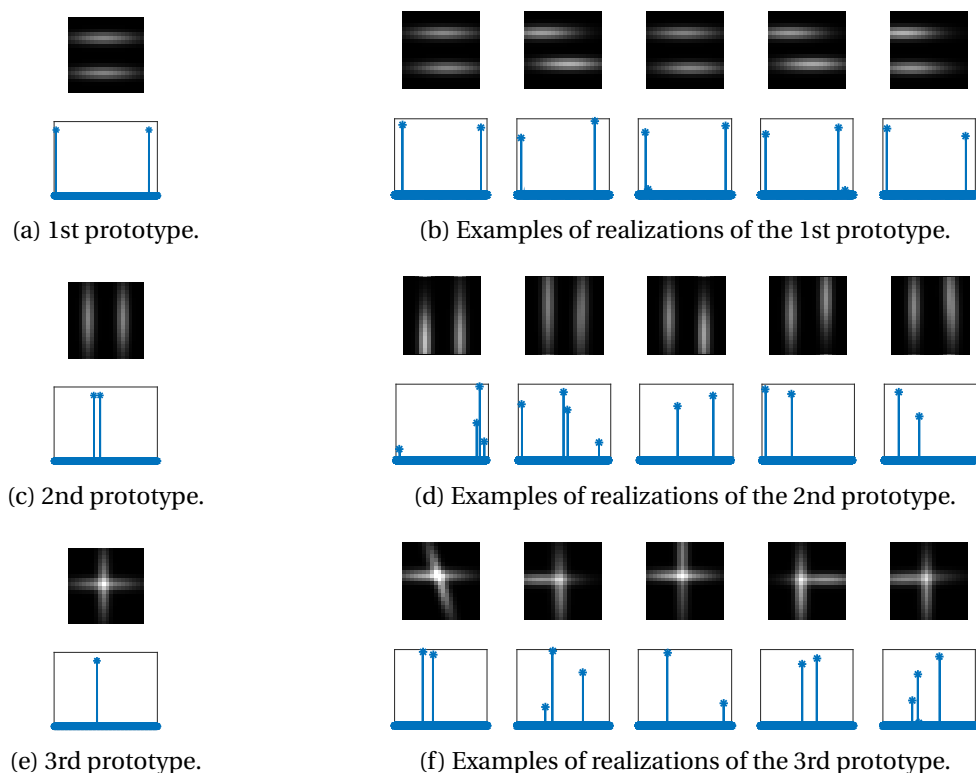 (a) 1st prototype.
(b) Examples of realizations of the 1st prototype.
(c) 2nd prototype.
(d) Examples of realizations of the 2nd prototype.
(e) 3rd prototype.
(f) Examples of realizations of the 3rd prototype.